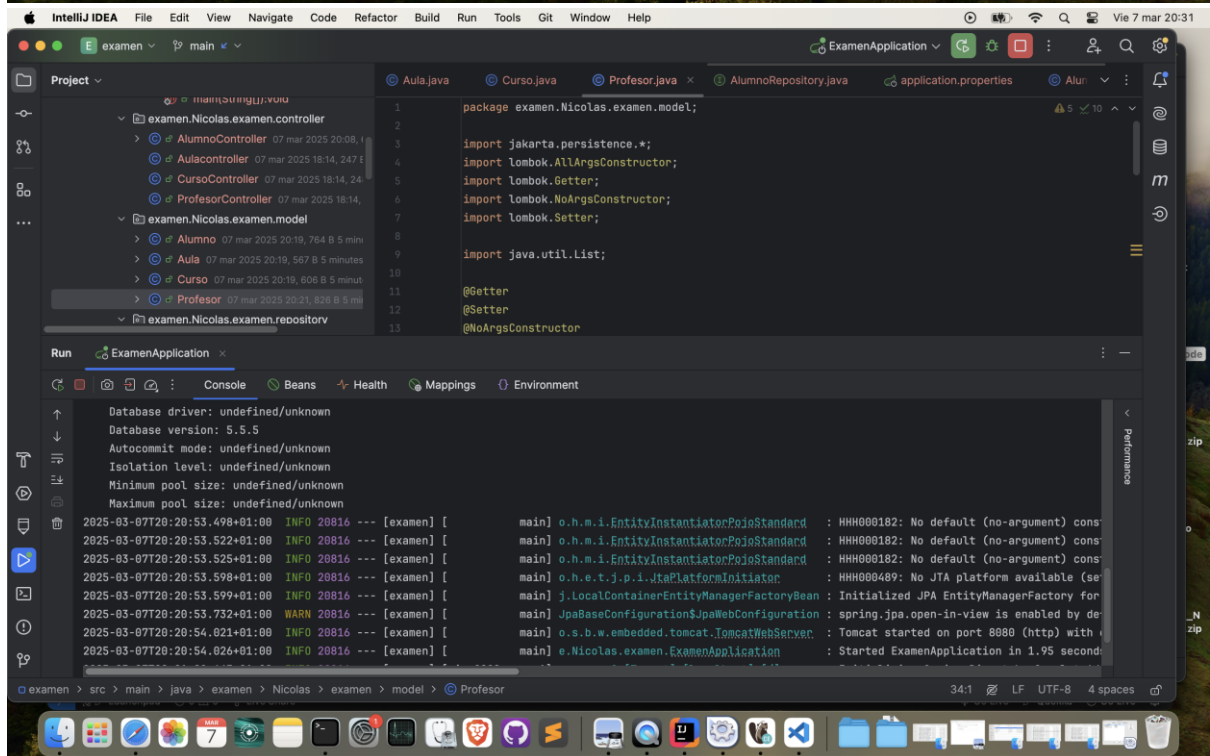 IntelliJ IDEA File Edit View Navigate Code Refactor Build Run Tools Git Window Help Vie 7 mar 20:31
E examen main ExamenApplication
Project
Aula.java Curso.java Profesor.java AlumnoRepository.java application.properties Alun
main(String[]):void
examen.Nicolas.examen.controller
AlumnoController 07 mar 2025 20:08,
Aulacontroller 07 mar 2025 18:14, 247 B
CursoController 07 mar 2025 18:14, 24
ProfesorController 07 mar 2025 18:14,
examen.Nicolas.examen.model
Alumno 07 mar 2025 20:19, 764 B 5 minu
Aula 07 mar 2025 20:19, 567 B 5 minutes
Curso 07 mar 2025 20:19, 606 B 5 minut
Profesor 07 mar 2025 20:21, 826 B 5 mi
examen.Nicolas.examen.repository
1 package examen.Nicolas.examen.model;
2
3 import jakarta.persistence.*;
4 import lombok.AllArgsConstructor;
5 import lombok.Getter;
6 import lombok.NoArgsConstructor;
7 import lombok.Setter;
8
9 import java.util.List;
10
11 @Getter
12 @Setter
13 @NoArgsConstructor
5 10
m
Run ExamenApplication
Console Beans Health Mappings Environment
Database driver: undefined/unknown
Database version: 5.5.5
Autocommit mode: undefined/unknown
Isolation level: undefined/unknown
Minimum pool size: undefined/unknown
Maximum pool size: undefined/unknown
2025-03-07T20:20:53.498+01:00 INFO 20816 --- [examen] [ main] o.h.m.i.EntityInstantiatorPojoStandard : HHH000182: No default (no-argument) cons
2025-03-07T20:20:53.522+01:00 INFO 20816 --- [examen] [ main] o.h.m.i.EntityInstantiatorPojoStandard : HHH000182: No default (no-argument) cons
2025-03-07T20:20:53.525+01:00 INFO 20816 --- [examen] [ main] o.h.m.i.EntityInstantiatorPojoStandard : HHH000182: No default (no-argument) cons
2025-03-07T20:20:53.598+01:00 INFO 20816 --- [examen] [ main] o.h.e.t.j.p.i.JtaPlatformInitiator : HHH000489: No JTA platform available (se
2025-03-07T20:20:53.599+01:00 INFO 20816 --- [examen] [ main] j.LocalContainerEntityManagerFactoryBean : Initialized JPA EntityManagerFactory for
2025-03-07T20:20:53.732+01:00 WARN 20816 --- [examen] [ main] JpaBaseConfiguration$JpaWebConfiguration : spring.jpa.open-in-view is enabled by de
2025-03-07T20:20:54.021+01:00 INFO 20816 --- [examen] [ main] o.s.b.w.embedded.tomcat.TomcatWebServer : Tomcat started on port 8080 (http) with
2025-03-07T20:20:54.026+01:00 INFO 20816 --- [examen] [ main] e.Nicolas.examen.ExamenApplication : Started ExamenApplication in 1.95 second
Performance
examen > src > main > java > examen > Nicolas > examen > model > Profesor 34:1 LF UTF-8 4 spaces
zip
_N
zip
MAR
7
1